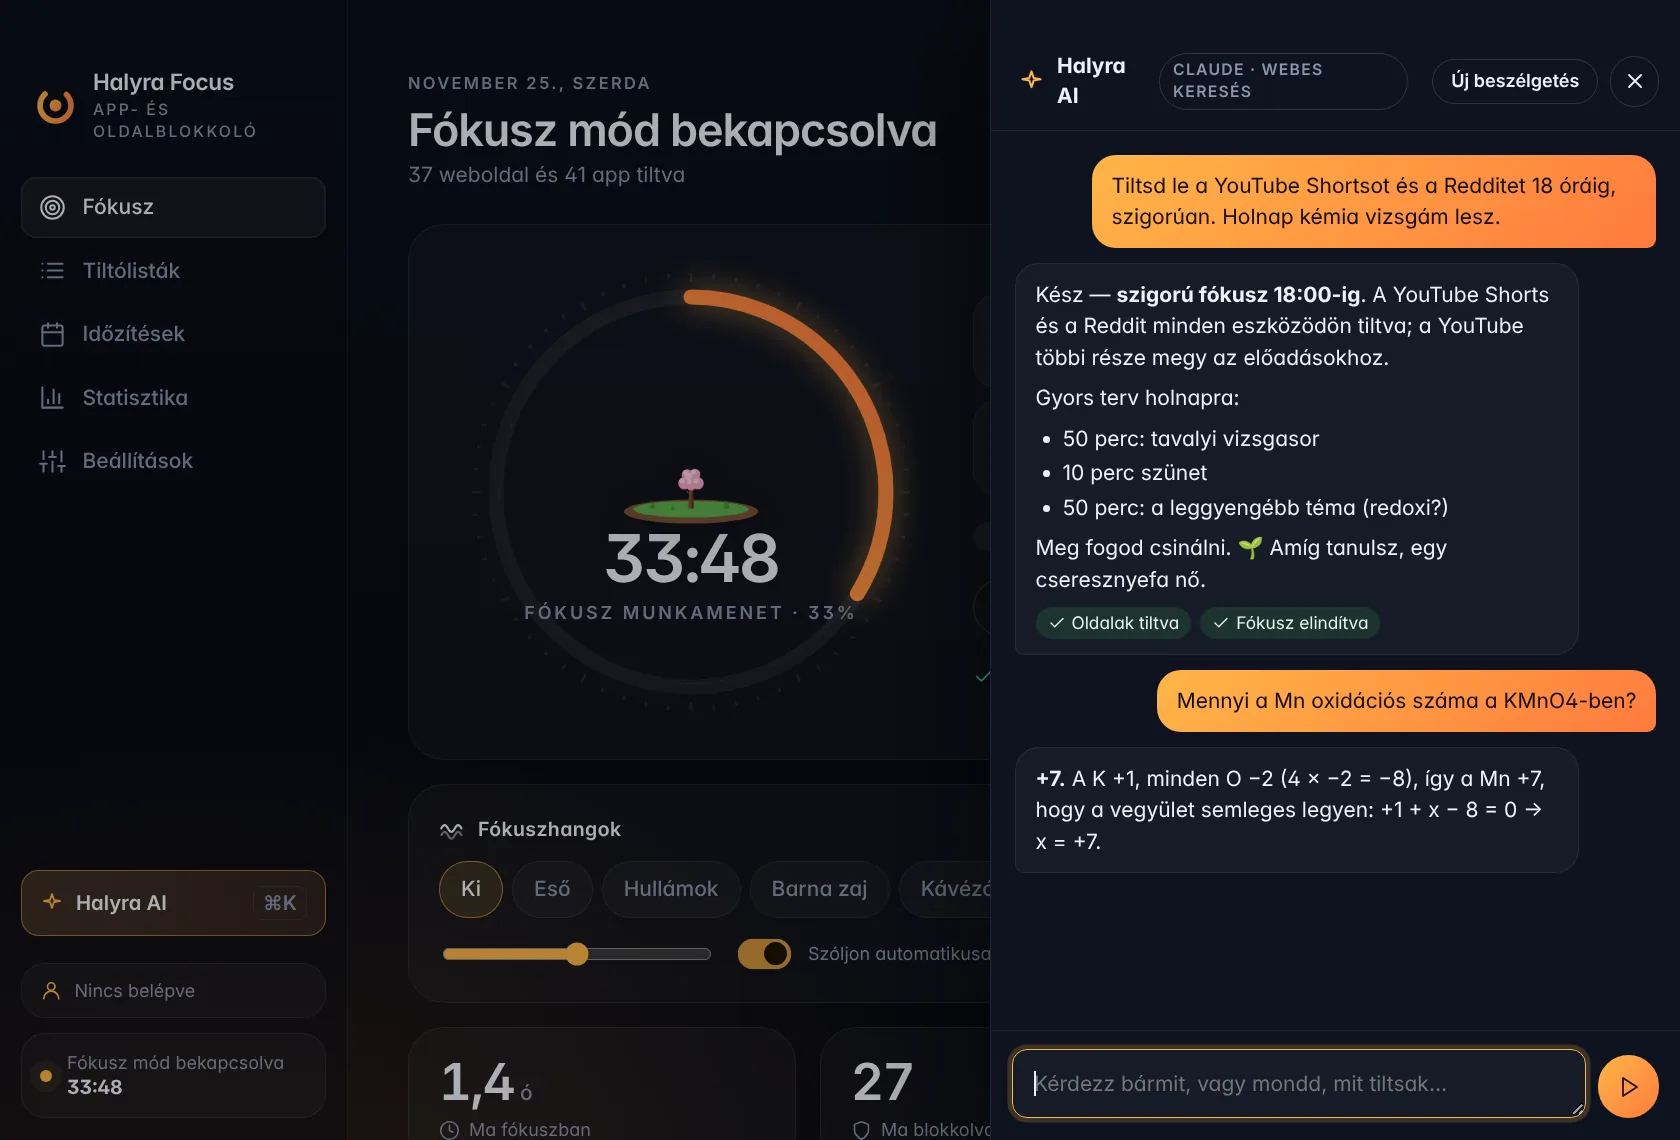 Halyra Focus
APP- ÉS
OLDALBLOKKOLÓ
Fókusz
Tiltólisták
Időzítések
Statisztika
Beállítások
Halyra AI
⌘K
Nincs belépve
Fókusz mód bekapcsolva
33:48
NOVEMBER 25., SZERDA
Fókusz mód bekapcsolva
37 weboldal és 41 app tiltva
33:48
FÓKUSZ MUNKAMENET · 33%
Fókuszhangok
Ki
Eső
Hullámok
Barna zaj
Szóljon
1,4 ó
Ma fókuszban
27
Ma
Halyra
AI
CLAUDE · WEBES
KERESÉS
Új beszélgetés
Tiltsd le a YouTube Shortsot és a Redditet 18 óráig,
szigorúan. Holnap kémia vizsgám lesz.
Kész — szigorú fókusz 18:00-ig. A YouTube Shorts
és a Reddit minden eszközödön tiltva; a YouTube
többi része megy az előadásokhoz.
Gyors terv holnapra:
• 50 perc: tavalyi vizsgasor
• 10 perc szünet
• 50 perc: a leggyengébb téma (redoxi?)
Meg fogod csinálni. 🌱 Amíg tanulsz, egy
cseresznyefa nő.
✓ Oldalak tiltva
✓ Fókusz elindítva
Mennyi a Mn oxidációs száma a KMnO4-ben?
+7. A K +1, minden O −2 (4 × −2 = −8), így a Mn +7,
hogy a vegyület semleges legyen: +1 + x − 8 = 0 →
x = +7.
Kérdezz bármit, vagy mondd, mit tiltsak...